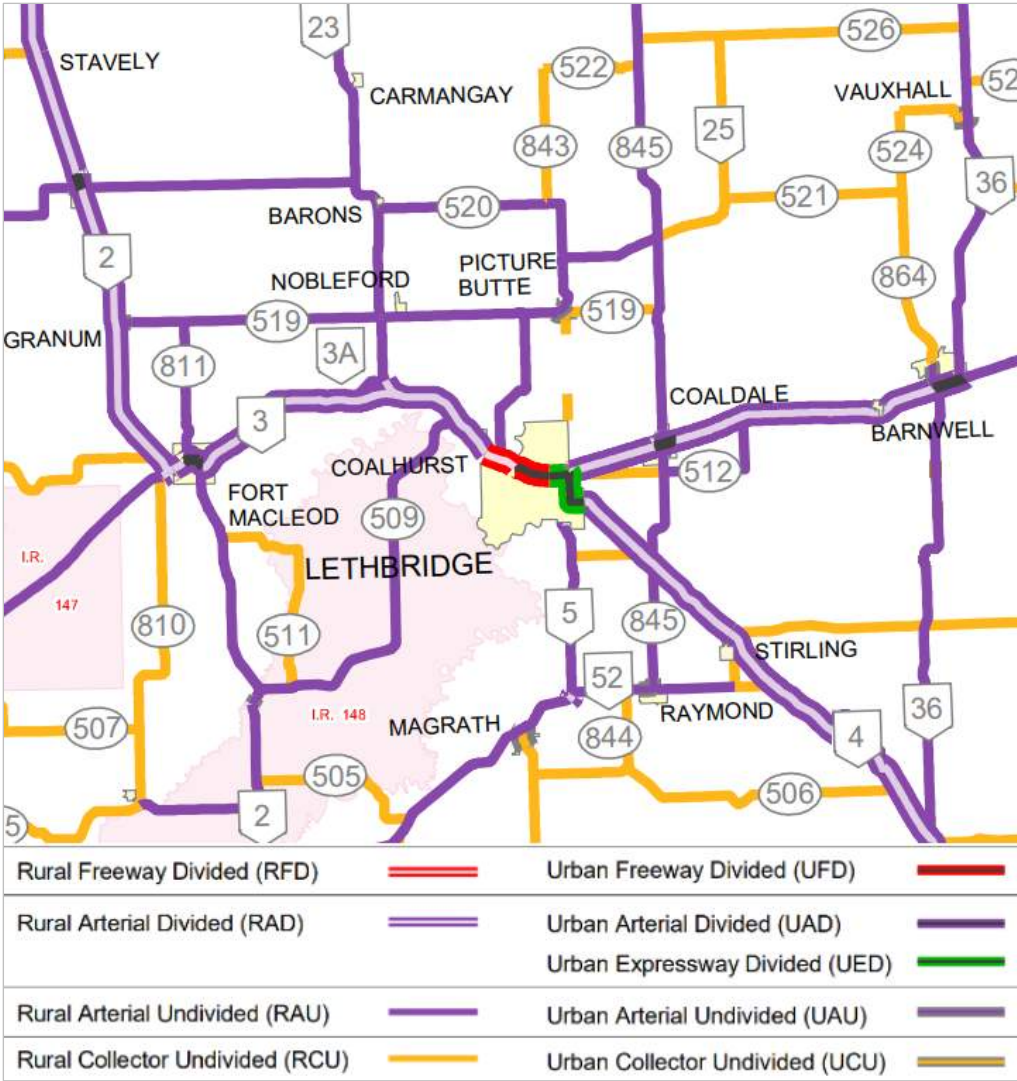 23
526
STAVELY
522
52
CARMANGAY
VAUXHALL
25
843
845
524
36
521
BARONS
520
2
PICTURE
BUTTE
NOBLEFORD
864
519
519
GRANUM
3A
811
COALDALE
3
BARNWELL
COALHURST
512
FORT
MACLEOD
509
I.R.
147
LETHBRIDGE
5
845
810
511
STIRLING
52
I.R. 148
RAYMOND
36
MAGRATH
507
844
4
505
506
5
2
Rural Freeway Divided (RFD)
Urban Freeway Divided (UFD)
Rural Arterial Divided (RAD)
Urban Arterial Divided (UAD)
Urban Expressway Divided (UED)
Rural Arterial Undivided (RAU)
Urban Arterial Undivided (UAU)
Rural Collector Undivided (RCU)
Urban Collector Undivided (UCU)